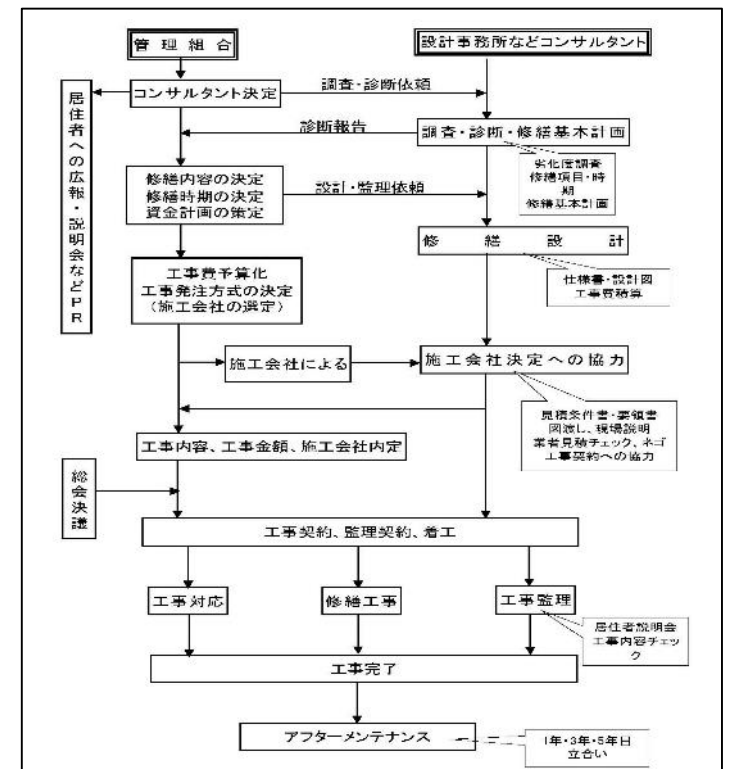 管理組合
設計事務所などコンサルタント
居住者への広報・説明会などPR
コンサルタント決定
調査・診断依頼
診断報告
調査・診断・修繕基本計画
劣化度調査
修繕項目・時
期
修繕基本計画
修繕内容の決定
修繕時期の決定
資金計画の策定
設計・監理依頼
修繕設計
仕様書・設計図
工事費積算
工事費予算化
工事発注方式の決定
(施工会社の選定)
施工会社による
施工会社決定への協力
見積条件書・要領書
図渡し、現場説明
業者見積チェック、ネゴ
工事契約への協力
工事内容、工事金額、施工会社内定
総会決議
工事契約、監理契約、着工
工事対応
修繕工事
工事監理
居住者説明会
工事内容チェッ
ク
工事完了
アフターメンテナンス
1年・3年・5年目
立合い